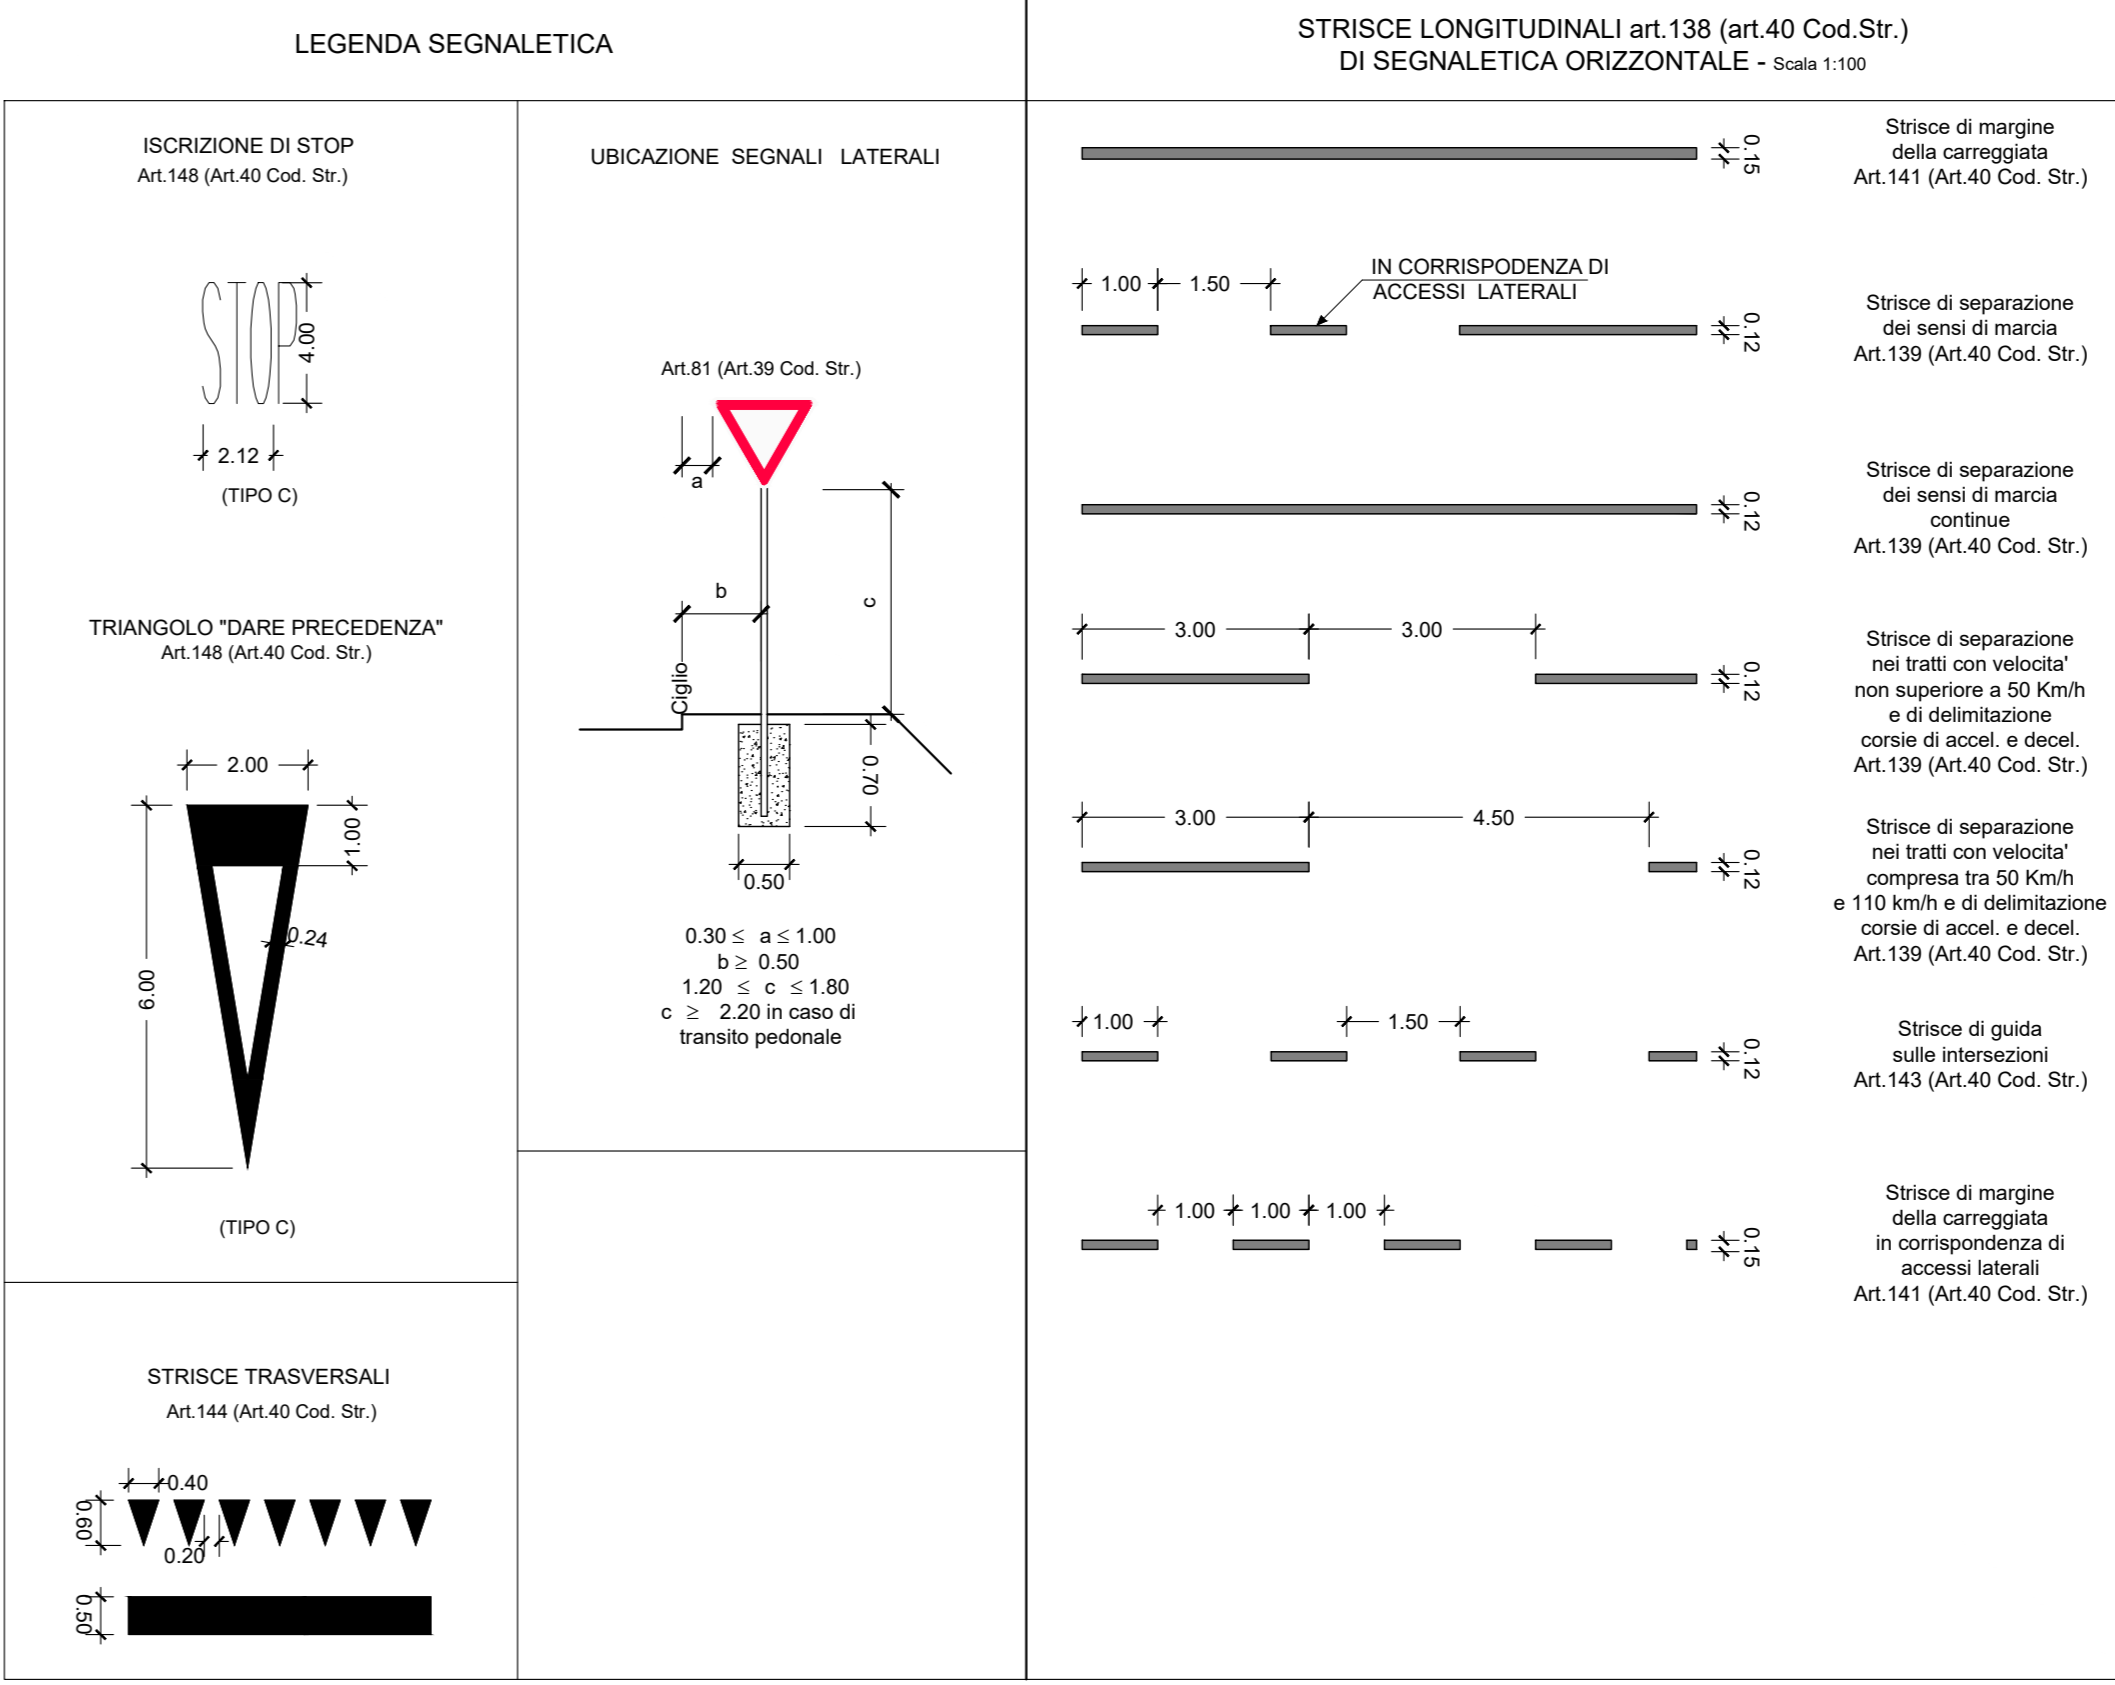 LEGENDA SEGNALETICA
STRISCE LONGITUDINALI art.138 (art.40 Cod.Str.)
DI SEGNALETICA ORIZZONTALE - Scala 1:100
ISCRIZIONE DI STOP
Art.148 (Art.40 Cod. Str.)
STOP
4.00
2.12
(TIPO C)
TRIANGOLO "DARE PRECEDENZA"
Art.148 (Art.40 Cod. Str.)
2.00
1.00
0.24
6.00
(TIPO C)
STRISCE TRASVERSALI
Art.144 (Art.40 Cod. Str.)
0.40
0.60
0.20
0.50
UBICAZIONE SEGNALI LATERALI
Art.81 (Art.39 Cod. Str.)
a
b
c
Ciglio
0.70
0.50
0.30 ≤ a ≤ 1.00
b ≥ 0.50
1.20 ≤ c ≤ 1.80
c ≥ 2.20 in caso di
transito pedonale
0.15
Strisce di margine
della carreggiata
Art.141 (Art.40 Cod. Str.)
1.00 1.50
IN CORRISPODENZA DI
ACCESSI LATERALI
0.12
Strisce di separazione
dei sensi di marcia
Art.139 (Art.40 Cod. Str.)
0.12
Strisce di separazione
dei sensi di marcia
continue
Art.139 (Art.40 Cod. Str.)
3.00 3.00
0.12
Strisce di separazione
nei tratti con velocita'
non superiore a 50 Km/h
e di delimitazione
corsie di accel. e decel.
Art.139 (Art.40 Cod. Str.)
3.00 4.50
0.12
Strisce di separazione
nei tratti con velocita'
compresa tra 50 Km/h
e 110 km/h e di delimitazione
corsie di accel. e decel.
Art.139 (Art.40 Cod. Str.)
1.00 1.50
0.12
Strisce di guida
sulle intersezioni
Art.143 (Art.40 Cod. Str.)
1.00 1.00 1.00
0.15
Strisce di margine
della carreggiata
in corrispondenza di
accessi laterali
Art.141 (Art.40 Cod. Str.)